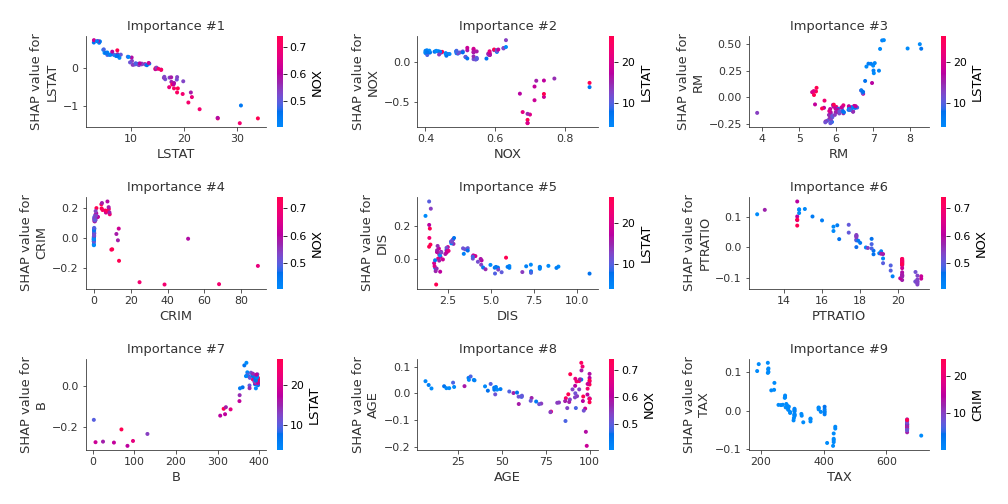 Importance #1
SHAP value for
LSTAT
0
−1
10
20
30
LSTAT
0.7
0.6
0.5
NOX
Importance #2
SHAP value for
NOX
0.0
−0.5
0.4
0.6
0.8
NOX
20
10
LSTAT
Importance #3
SHAP value for
RM
0.50
0.25
0.00
−0.25
4
5
6
7
8
RM
20
10
LSTAT
Importance #4
SHAP value for
CRIM
0.2
0.0
−0.2
0
20
40
60
80
CRIM
0.7
0.6
0.5
NOX
Importance #5
SHAP value for
DIS
0.2
0.0
2.5
5.0
7.5
10.0
DIS
20
10
LSTAT
Importance #6
SHAP value for
PTRATIO
0.1
0.0
−0.1
14
16
18
20
PTRATIO
0.7
0.6
0.5
NOX
Importance #7
SHAP value for
B
0.0
−0.2
0
100
200
300
400
B
20
10
LSTAT
Importance #8
SHAP value for
AGE
0.1
0.0
−0.1
−0.2
25
50
75
100
AGE
0.7
0.6
0.5
NOX
Importance #9
SHAP value for
TAX
0.1
0.0
−0.1
200
400
600
TAX
20
10
CRIM